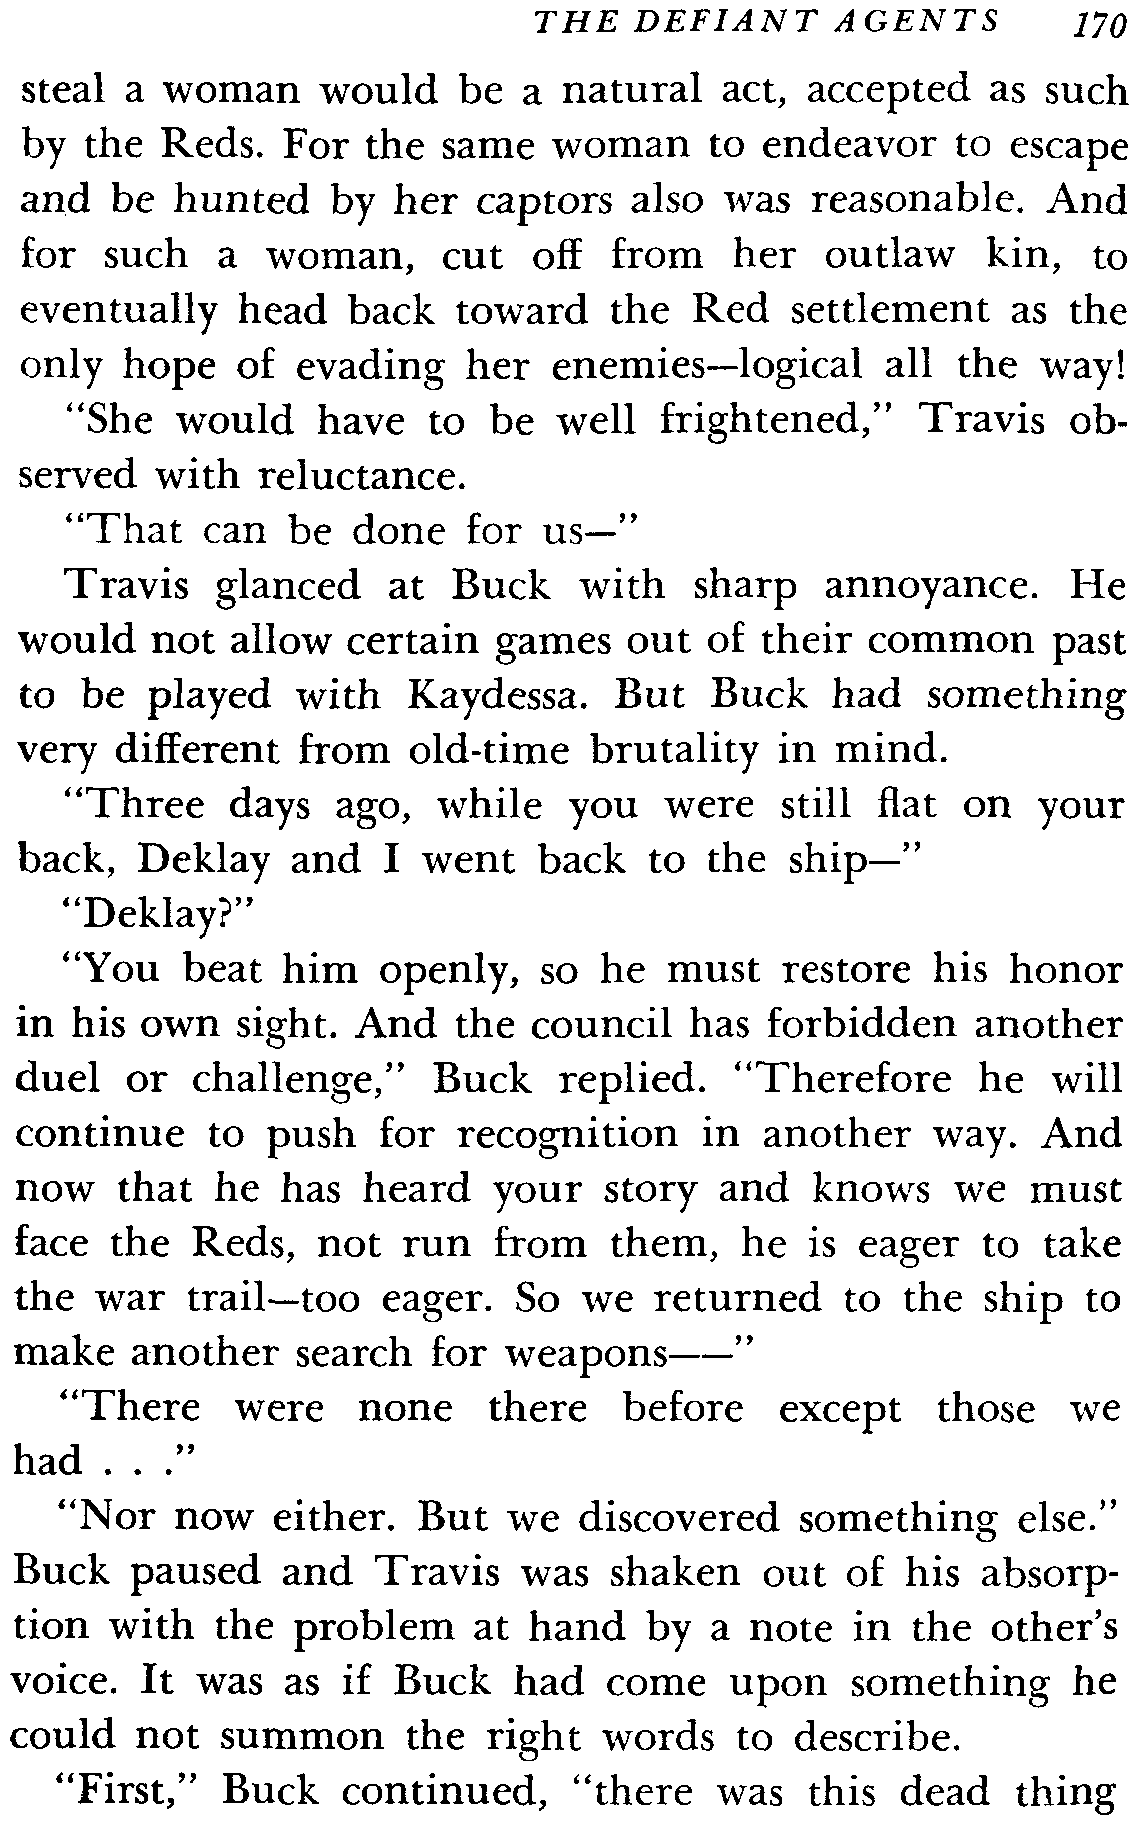 THE DEFIANT AGENTS 170
steal a woman would be a natural act, accepted as such
by the Reds. For the same woman to endeavor to escape
and be hunted by her captors also was reasonable. And
for such a woman, cut off from her outlaw kin, to
eventually head back toward the Red settlement as the
only hope of evading her enemies—logical all the way!
"She would have to be well frightened," Travis ob-
served with reluctance.
"That can be done for us—"
Travis glanced at Buck with sharp annoyance. He
would not allow certain games out of their common past
to be played with Kaydessa. But Buck had something
very different from old-time brutality in mind.
"Three days ago, while you were still flat on your
back, Deklay and I went back to the ship—"
"Deklay?"
"You beat him openly, so he must restore his honor
in his own sight. And the council has forbidden another
duel or challenge," Buck replied. "Therefore he will
continue to push for recognition in another way. And
now that he has heard your story and knows we must
face the Reds, not run from them, he is eager to take
the war trail—too eager. So we returned to the ship to
make another search for weapons——"
"There were none there before except those we
had . . ."
"Nor now either. But we discovered something else."
Buck paused and Travis was shaken out of his absorp-
tion with the problem at hand by a note in the other's
voice. It was as if Buck had come upon something he
could not summon the right words to describe.
"First," Buck continued, "there was this dead thing